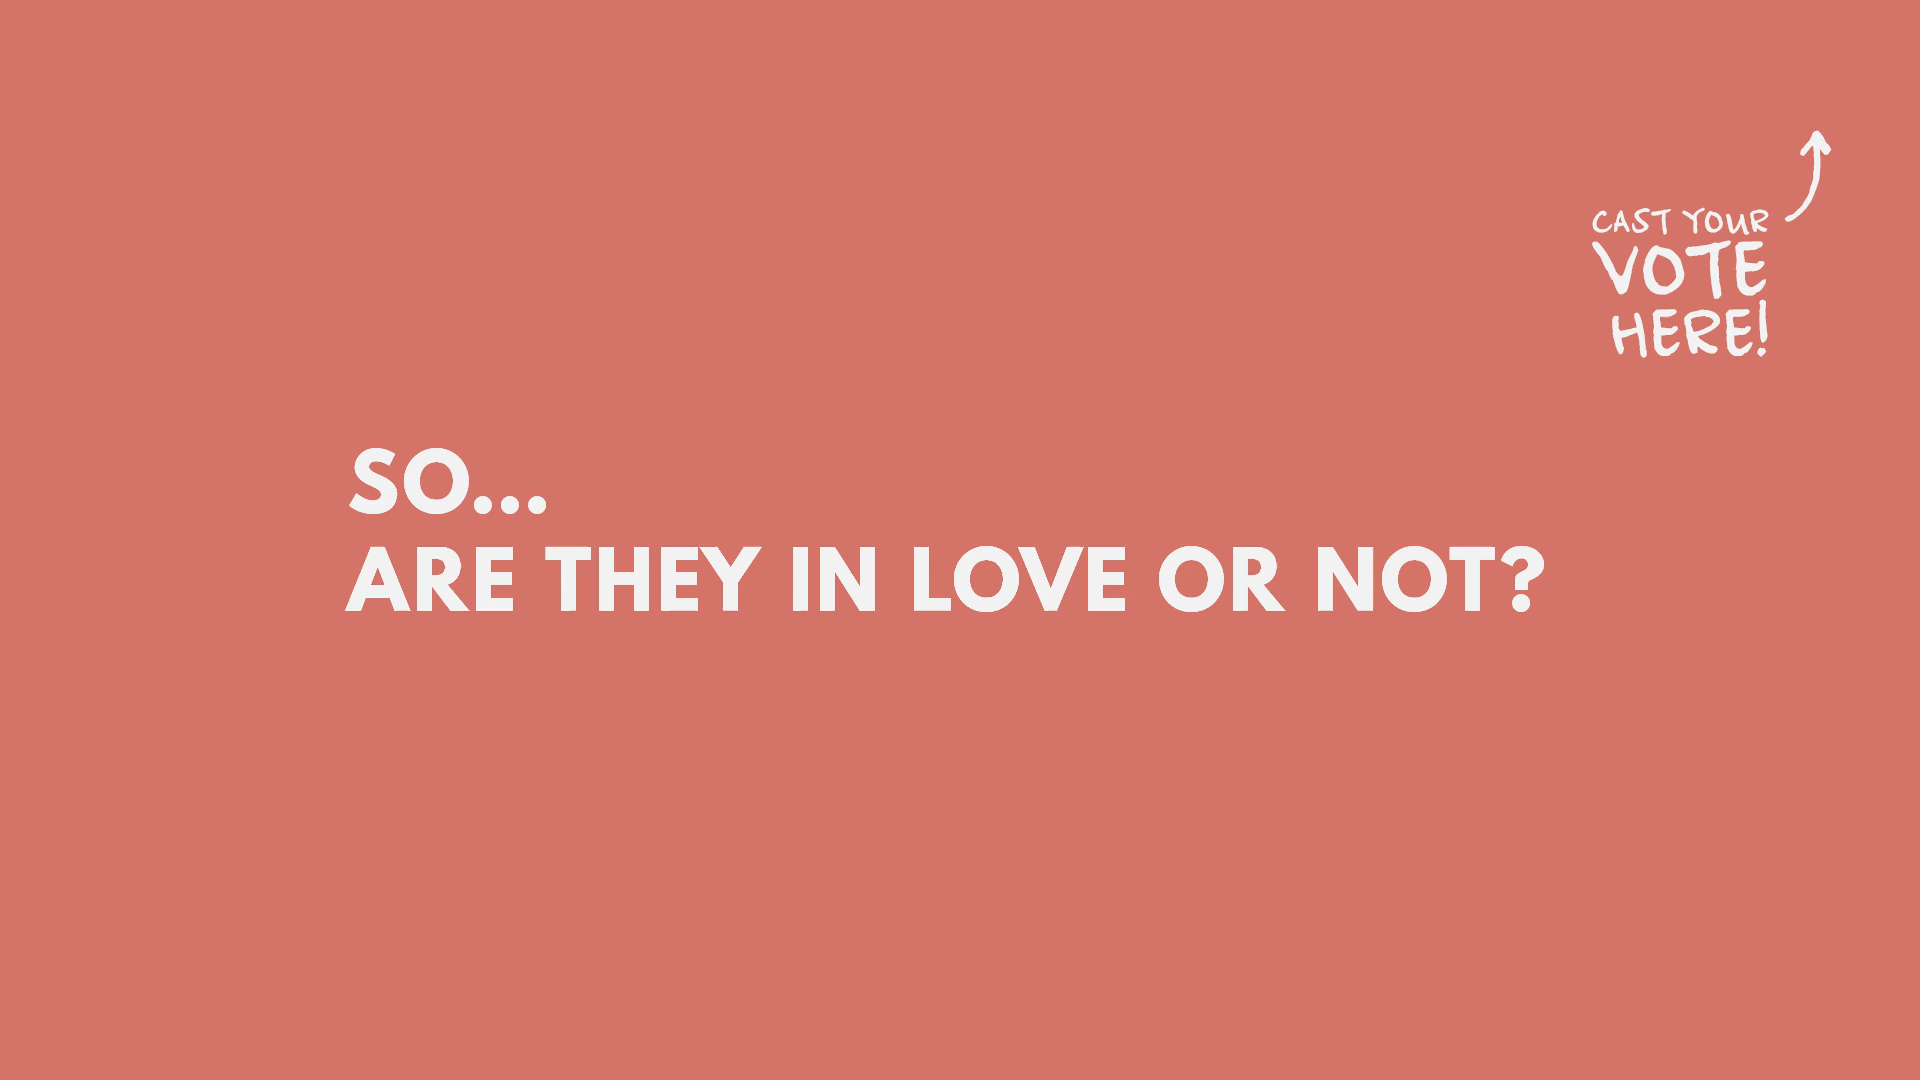 CAST YOUR
VOTE
HERE!
SO...
ARE THEY IN LOVE OR NOT?